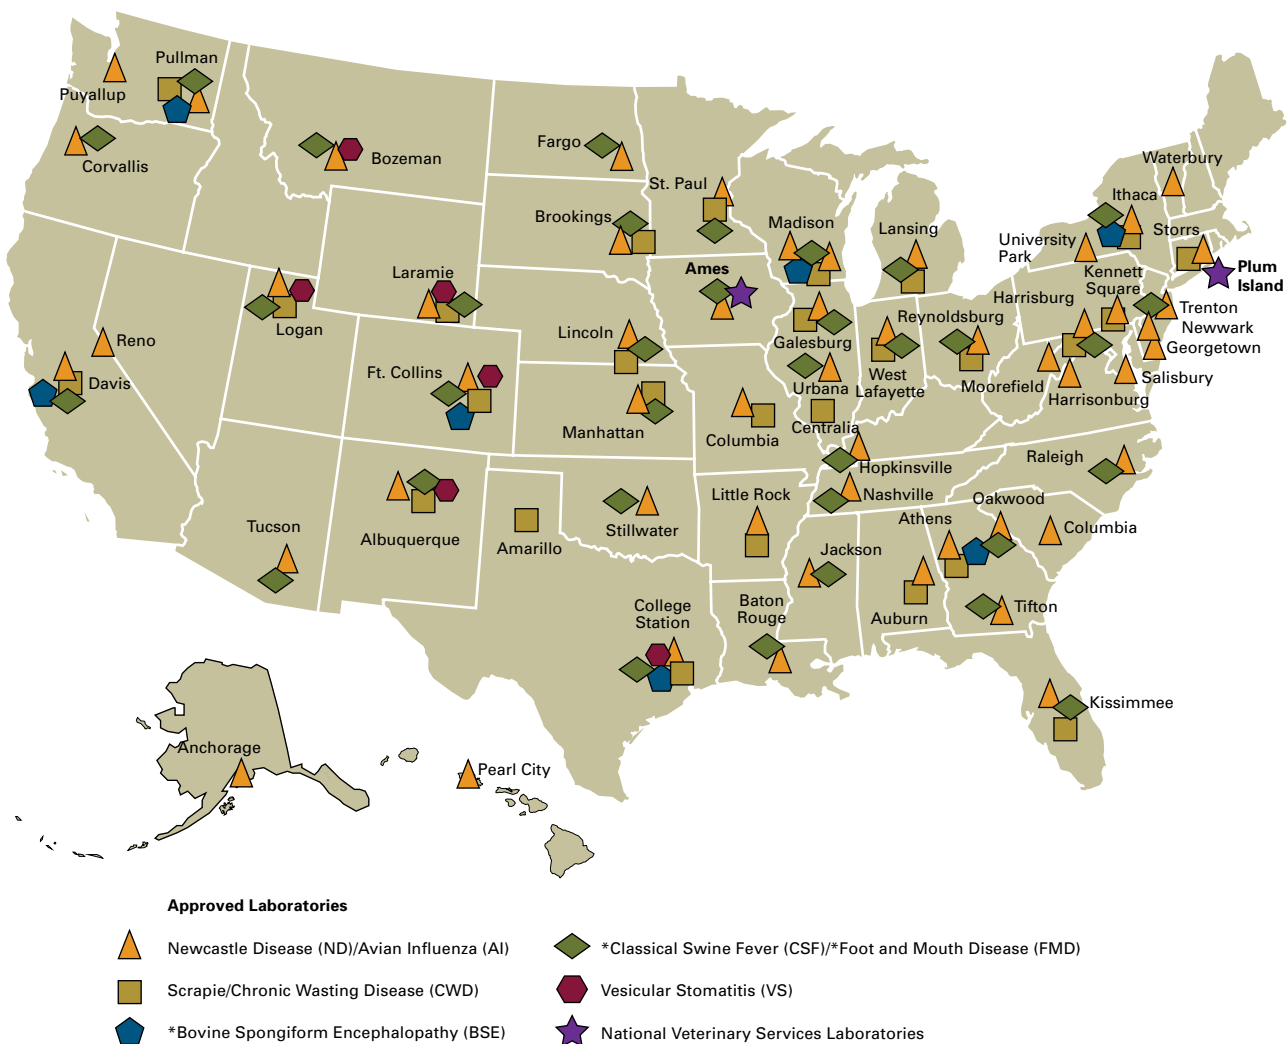 Pullman
Puyallup
Corvallis
Bozeman
Fargo
St. Paul
Brookings
Madison
Lansing
Waterbury
Ithaca
Storrs
University
Park
Kennett
Square
Plum
Island
Harrisburg
Trenton
Newwark
Georgetown
Salisbury
Ames
Laramie
Logan
Reno
Davis
Lincoln
Ft. Collins
Galesburg
Reynoldsburg
Urbana
West
Lafayette
Moorefield
Harrisonburg
Manhattan
Columbia
Centralia
Hopkinsville
Raleigh
Nashville
Oakwood
Little Rock
Athens
Columbia
Tucson
Albuquerque
Amarillo
Stillwater
Jackson
College
Station
Baton
Rouge
Auburn
Tifton
Kissimmee
Anchorage
Pearl City
Approved Laboratories
Newcastle Disease (ND)/Avian Influenza (AI)
*Classical Swine Fever (CSF)/*Foot and Mouth Disease (FMD)
Scrapie/Chronic Wasting Disease (CWD)
Vesicular Stomatitis (VS)
*Bovine Spongiform Encephalopathy (BSE)
National Veterinary Services Laboratories